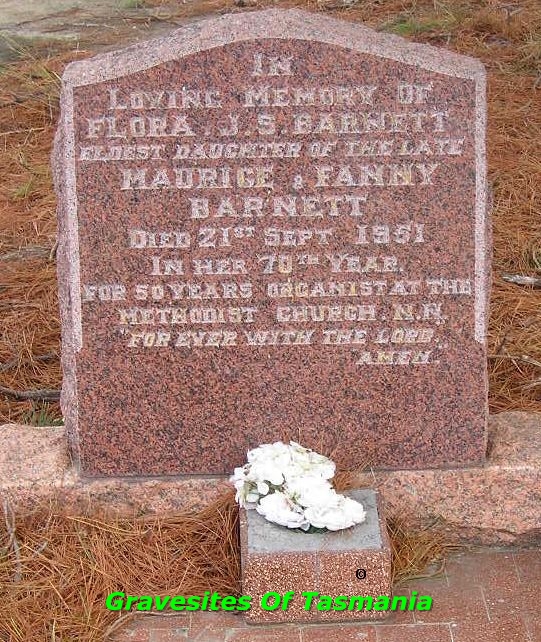 IN
LOVING MEMORY OF
FLORA. J.S. BARNETT
ELDEST DAUGHTER OF THE LATE
MAURICE & FANNY
BARNETT
DIED 21ST SEPT 1951
IN HER 70TH YEAR.
FOR 50 YEARS ORGANIST AT THE
METHODIST CHURCH. N.N.
"FOR EVER WITH THE LORD".
AMEN.
Gravesites Of Tasmania